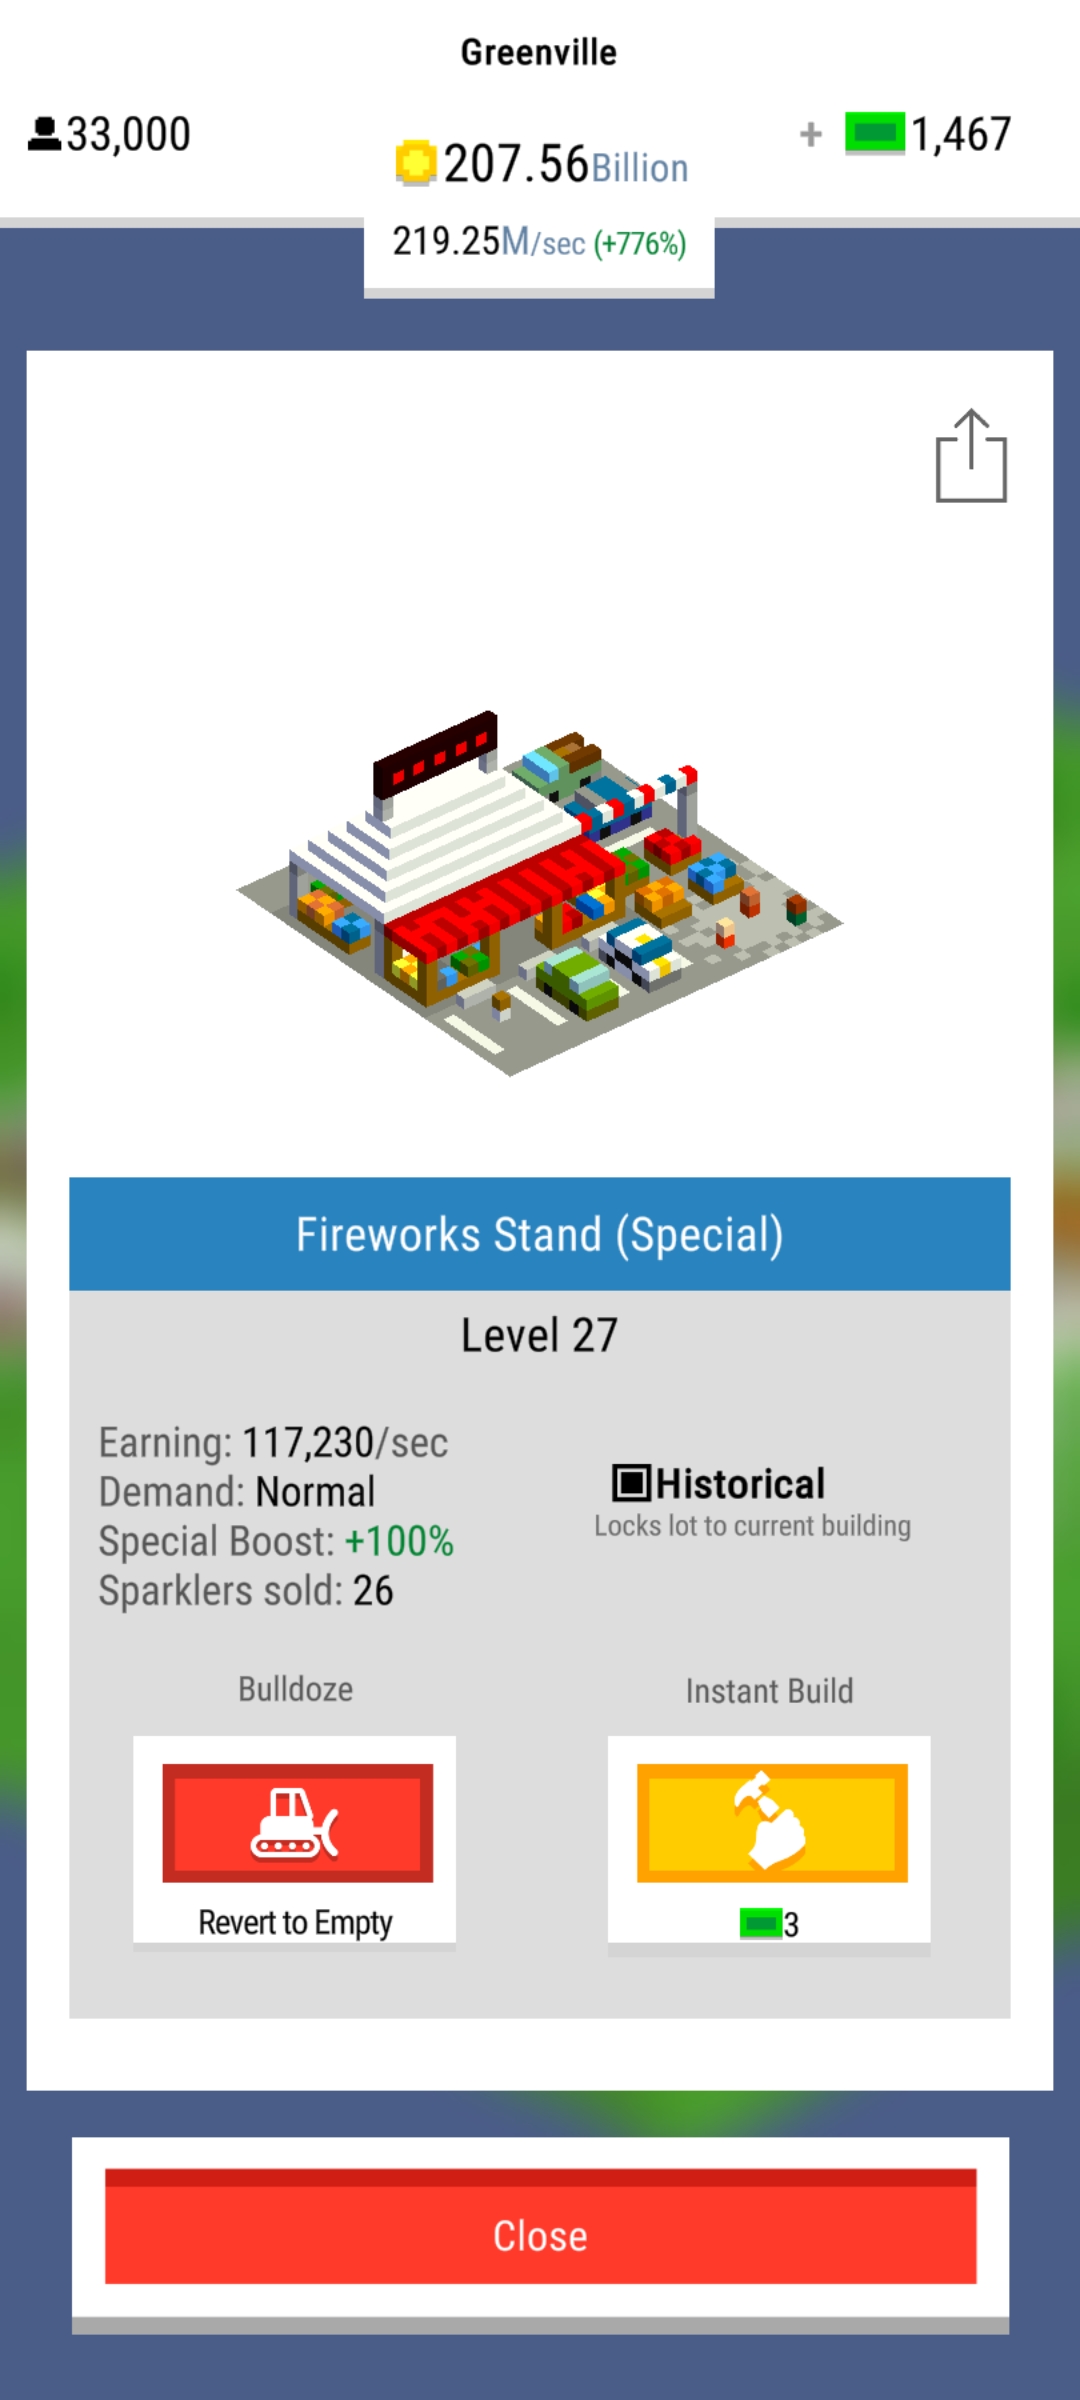 Greenville
33,000
207.56Billion
+ 1,467
219.25M/sec (+776%)
Fireworks Stand (Special)
Level 27
Earning: 117,230/sec
Demand: Normal
Special Boost: +100%
Sparklers sold: 26
Historical
Locks lot to current building
Bulldoze
Revert to Empty
Instant Build
3
Close